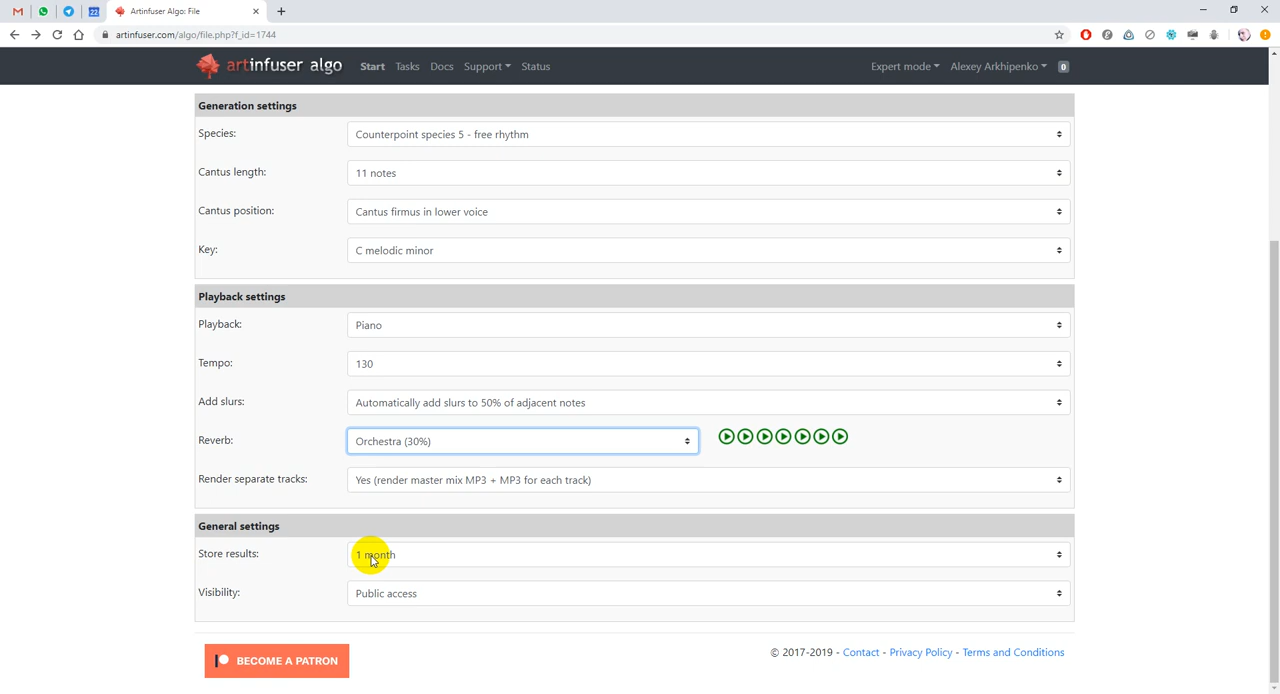 22
Artinfuser Algo: File
artinfuser.com/algo/file.php?f_id=1744
artinfuser algo Start Tasks Docs Support Status Expert mode Alexey Arkhipenko 0
Generation settings
Species: Counterpoint species 5 - free rhythm
Cantus length: 11 notes
Cantus position: Cantus firmus in lower voice
Key: C melodic minor
Playback settings
Playback: Piano
Tempo: 130
Add slurs: Automatically add slurs to 50% of adjacent notes
Reverb: Orchestra (30%)
Render separate tracks: Yes (render master mix MP3 + MP3 for each track)
General settings
Store results: 1 month
Visibility: Public access
BECOME A PATRON © 2017-2019 - Contact - Privacy Policy - Terms and Conditions